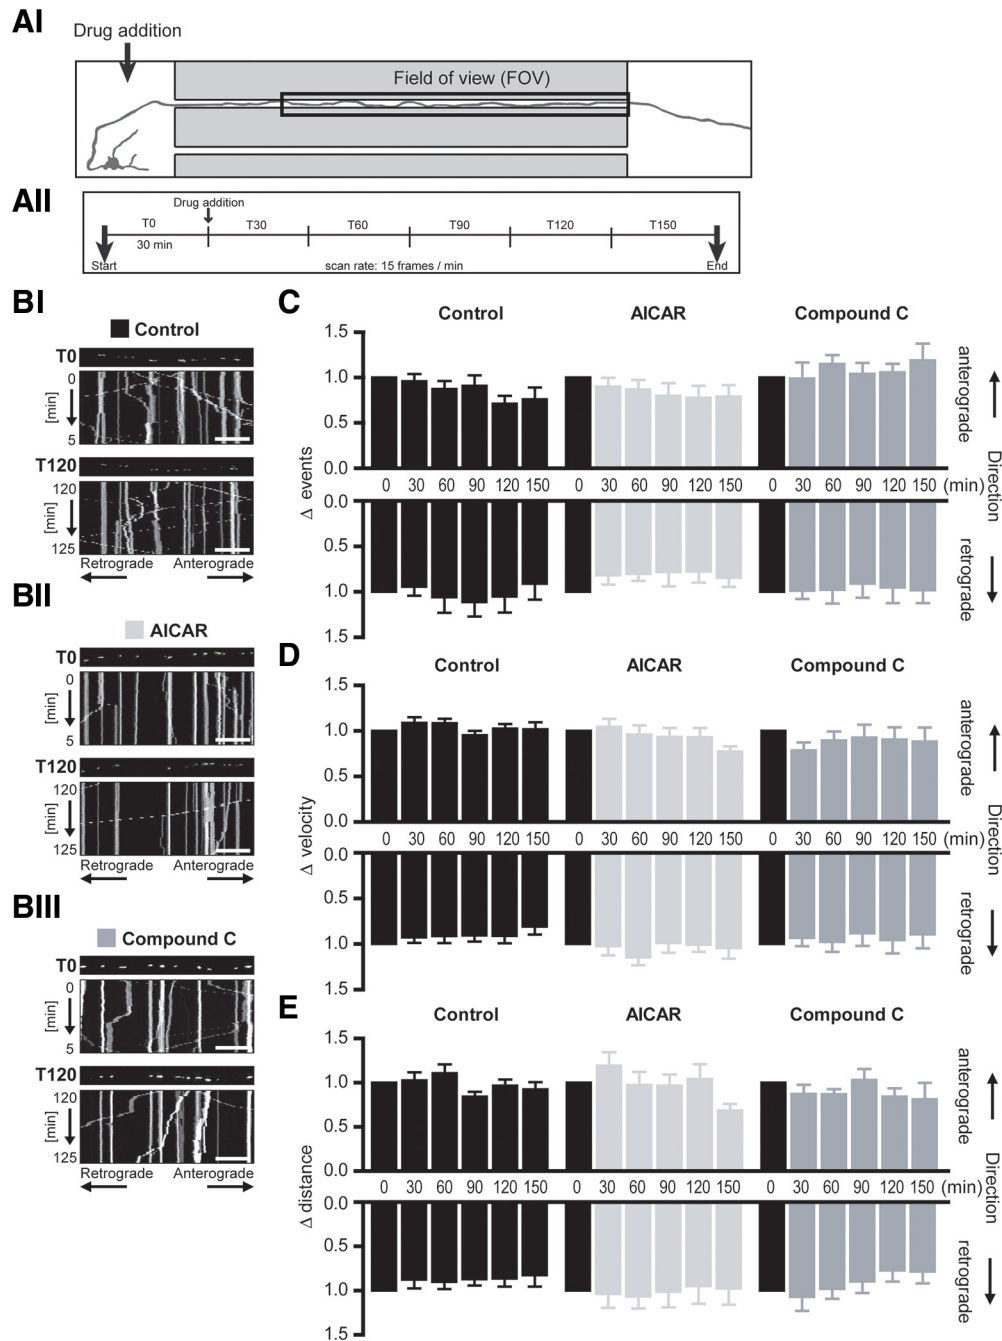 AI
Drug addition
Field of view (FOV)
AII
Drug addition
T0 T30 T60 T90 T120 T150
30 min
Start scan rate: 15 frames / min End
BI
Control
T0
0
[min]
5
T120
120
[min]
125
Retrograde Anterograde
BII
AICAR
T0
0
[min]
5
T120
120
[min]
125
Retrograde Anterograde
BIII
Compound C
T0
0
[min]
5
T120
120
[min]
125
Retrograde Anterograde
C
Control AICAR Compound C
1.5
1.0
0.5
0.0
0 30 60 90 120 150 0 30 60 90 120 150 0 30 60 90 120 150 (min)
0.0
0.5
1.0
1.5
Δ events
anterograde
Direction
retrograde
D
Control AICAR Compound C
1.5
1.0
0.5
0.0
0 30 60 90 120 150 0 30 60 90 120 150 0 30 60 90 120 150 (min)
0.0
0.5
1.0
1.5
Δ velocity
anterograde
Direction
retrograde
E
Control AICAR Compound C
1.5
1.0
0.5
0.0
0 30 60 90 120 150 0 30 60 90 120 150 0 30 60 90 120 150 (min)
0.0
0.5
1.0
1.5
Δ distance
anterograde
Direction
retrograde